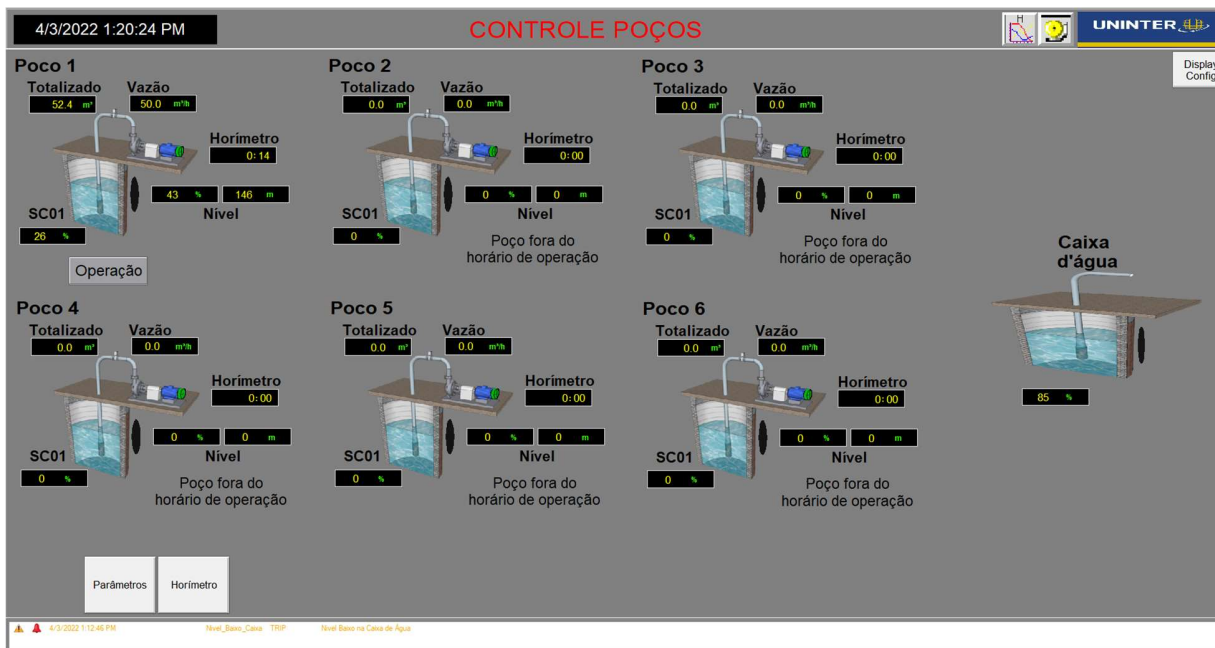 4/3/2022 1:20:24 PM
CONTROLE POÇOS
H
UNINTER
Display
Config
Poco 1
Totalizado Vazão
52.4 m³ 50.0 m³/h
Horímetro
0:14
43 % 146 m
SC01 Nível
26 %
Operação
Poco 2
Totalizado Vazão
0.0 m³ 0.0 m³/h
Horímetro
0:00
0 % 0 m
SC01 Nível
0 %
Poço fora do
horário de operação
Poco 3
Totalizado Vazão
0.0 m³ 0.0 m³/h
Horímetro
0:00
0 % 0 m
SC01 Nível
0 %
Poço fora do
horário de operação
Caixa
d'água
85 %
Poco 4
Totalizado Vazão
0.0 m³ 0.0 m³/h
Horímetro
0:00
0 % 0 m
SC01 Nível
0 %
Poço fora do
horário de operação
Poco 5
Totalizado Vazão
0.0 m³ 0.0 m³/h
Horímetro
0:00
0 % 0 m
SC01 Nível
0 %
Poço fora do
horário de operação
Poco 6
Totalizado Vazão
0.0 m³ 0.0 m³/h
Horímetro
0:00
0 % 0 m
SC01 Nível
0 %
Poço fora do
horário de operação
Parâmetros Horímetro
4/3/2022 1:12:46 PM Nivel_Baixo_Caixa TRIP Nivel Baixo na Caixa de Água